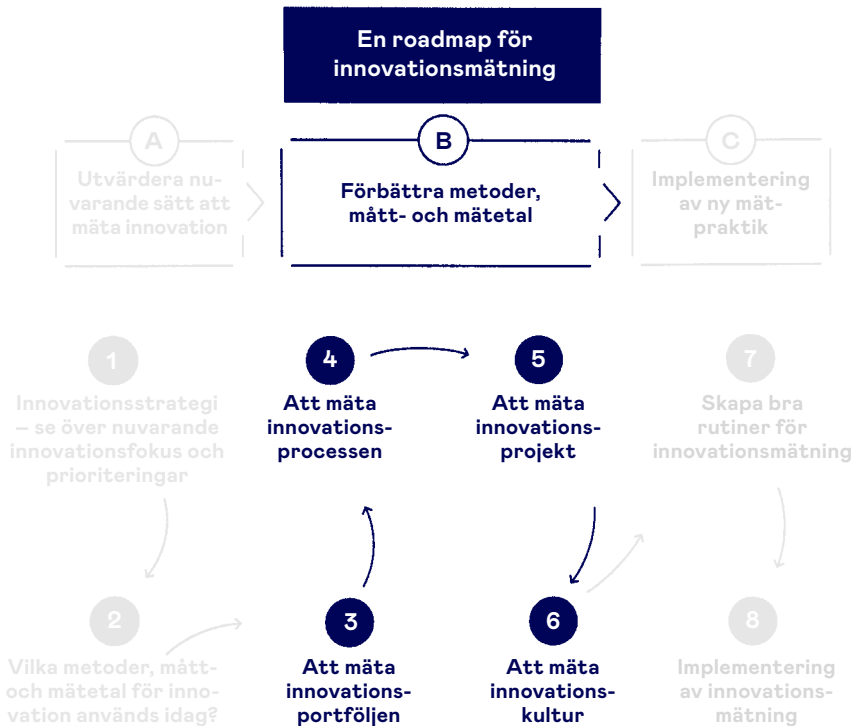 En roadmap för
innovationsmätning
A
Utvärdera nu-
varande sätt att
mäta innovation
B
Förbättra metoder,
mått- och mätetal
C
Implementering
av ny mät-
praktik
1
Innovationsstrategi
– se över nuvarande
innovationsfokus och
prioriteringar
4
Att mäta
innovations-
processen
5
Att mäta
innovations-
projekt
7
Skapa bra
rutiner för
innovationsmätning
2
Vilka metoder, mått-
och mätetal för inno-
vation används idag?
3
Att mäta
innovations-
portföljen
6
Att mäta
innovations-
kultur
8
Implementering
av innovations-
mätning